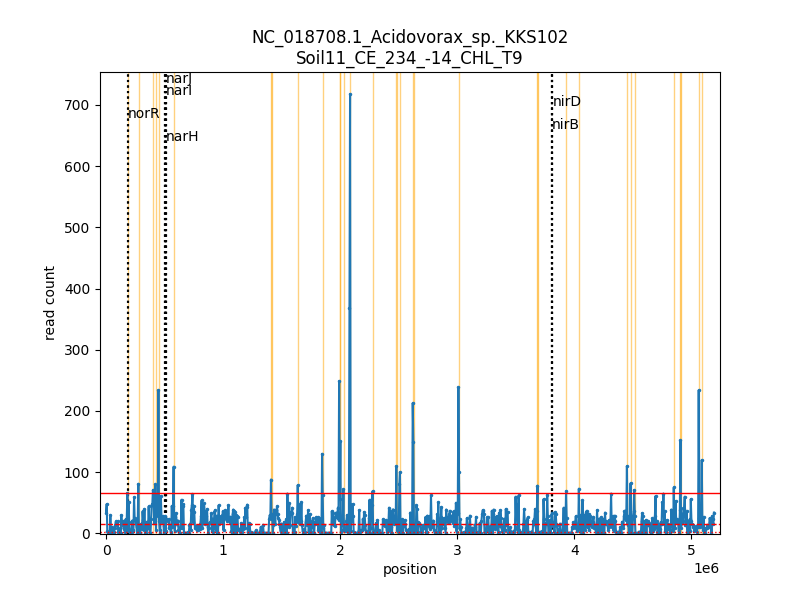 NC_018708.1_Acidovorax_sp._KKS102
Soil11_CE_234_-14_CHL_T9
narJ
narI
norR
narH
nirD
nirB
read count
700
600
500
400
300
200
100
0
0 1 2 3 4 5
1e6
position